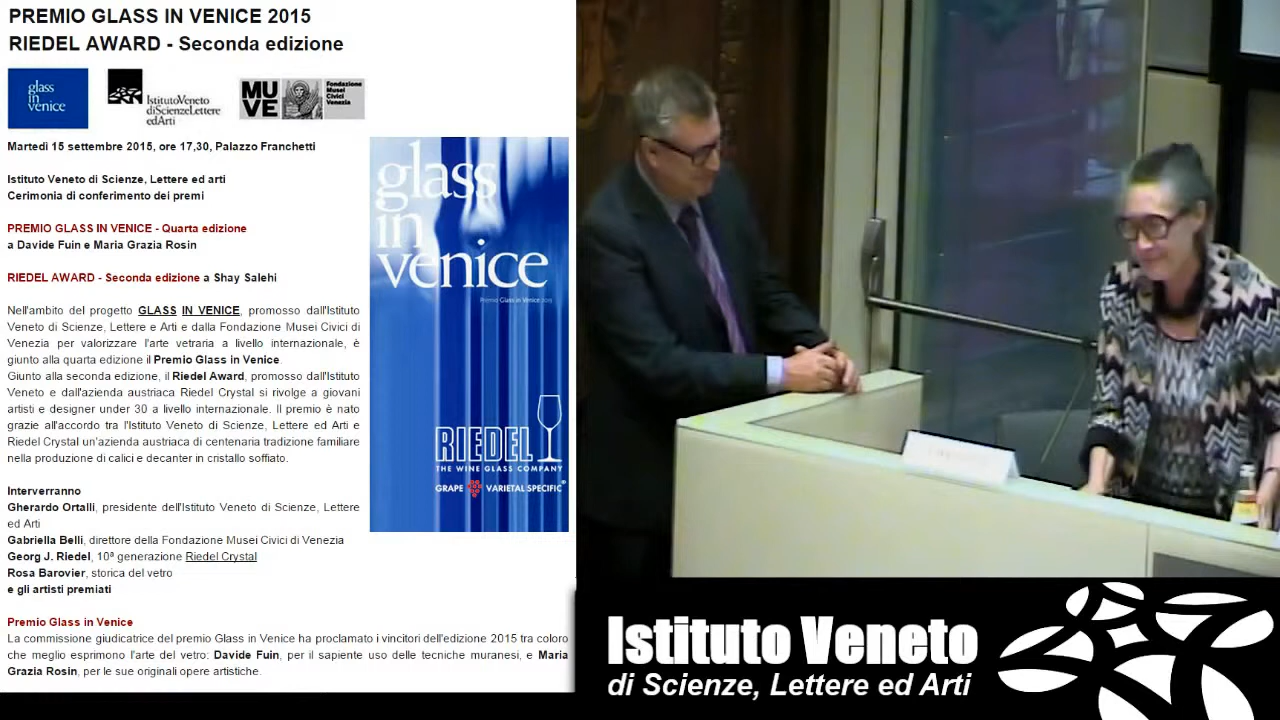 PREMIO GLASS IN VENICE 2015
RIEDEL AWARD - Seconda edizione
glass
in
venice
IstitutoVeneto
diScienzeLettere
edArti
MU
VE
Fondazione
Musei
Civici
Venezia
Martedì 15 settembre 2015, ore 17,30, Palazzo Franchetti
Istituto Veneto di Scienze, Lettere ed arti
Cerimonia di conferimento dei premi
PREMIO GLASS IN VENICE - Quarta edizione
a Davide Fuin e Maria Grazia Rosin
RIEDEL AWARD - Seconda edizione a Shay Salehi
Nell'ambito del progetto GLASS IN VENICE, promosso dall'Istituto
Veneto di Scienze, Lettere e Arti e dalla Fondazione Musei Civici di
Venezia per valorizzare l'arte vetraria a livello internazionale, è
giunto alla quarta edizione il Premio Glass in Venice.
Giunto alla seconda edizione, il Riedel Award, promosso dall'Istituto
Veneto e dall'azienda austriaca Riedel Crystal si rivolge a giovani
artisti e designer under 30 a livello internazionale. Il premio è nato
grazie all'accordo tra l'Istituto Veneto di Scienze, Lettere ed Arti e
Riedel Crystal un'azienda austriaca di centenaria tradizione familiare
nella produzione di calici e decanter in cristallo soffiato.
Interverranno
Gherardo Ortalli, presidente dell'Istituto Veneto di Scienze, Lettere
ed Arti
Gabriella Belli, direttore della Fondazione Musei Civici di Venezia
Georg J. Riedel, 10ª generazione Riedel Crystal
Rosa Barovier, storica del vetro
e gli artisti premiati
Premio Glass in Venice
La commissione giudicatrice del premio Glass in Venice ha proclamato i vincitori dell'edizione 2015 tra coloro
che meglio esprimono l'arte del vetro: Davide Fuin, per il sapiente uso delle tecniche muranesi, e Maria
Grazia Rosin, per le sue originali opere artistiche.
glass
in
venice
Premio Glass in Venice 2015
RIEDEL
THE WINE GLASS COMPANY
GRAPE VARIETAL SPECIFIC®
Istituto Veneto
di Scienze, Lettere ed Arti